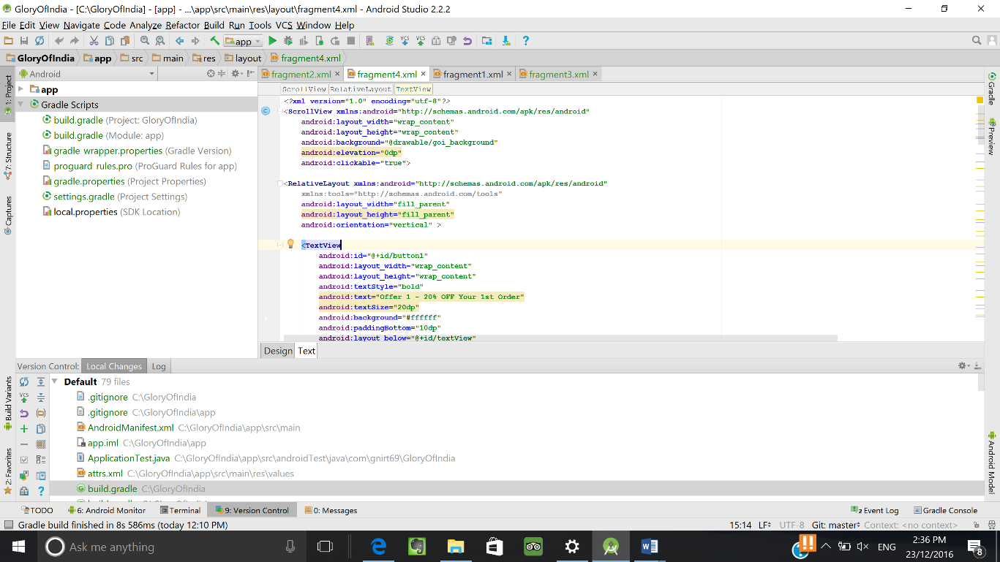 GloryOfIndia - [C:\GloryOfIndia] - [app] - ...\app\src\main\res\layout\fragment4.xml - Android Studio 2.2.2
File Edit View Navigate Code Analyze Refactor Build Run Tools VCS Window Help
app
GloryOfIndia app src main res layout fragment4.xml
Android
fragment2.xml fragment4.xml fragment1.xml fragment3.xml
1: Project
7: Structure
Captures
Build Variants
2: Favorites
app
Gradle Scripts
build.gradle (Project: GloryOfIndia)
build.gradle (Module: app)
gradle wrapper.properties (Gradle Version)
proguard rules.pro (ProGuard Rules for app)
gradle.properties (Project Properties)
settings.gradle (Project Settings)
local.properties (SDK Location)
ScrollView RelativeLayout TextView
<?xml version="1.0" encoding="utf-8"?>
<ScrollView xmlns:android="http://schemas.android.com/apk/res/android"
android:layout_width="wrap_content"
android:layout_height="wrap_content"
android:background="@drawable/goi_background"
android:elevation="0dp"
android:clickable="true">
<RelativeLayout xmlns:android="http://schemas.android.com/apk/res/android"
xmlns:tools="http://schemas.android.com/tools"
android:layout_width="fill_parent"
android:layout_height="fill_parent"
android:orientation="vertical" >
<TextView
android:id="@+id/button1"
android:layout_width="wrap_content"
android:layout_height="wrap_content"
android:textStyle="bold"
android:text="Offer 1 - 20% OFF Your 1st Order"
android:textSize="20dp"
android:background="#ffffff"
android:paddingBottom="10dp"
android:layout_below="@+id/textView"
Design Text
Gradle
Preview
Android Model
Version Control: Local Changes Log
Default 79 files
.gitignore C:\GloryOfIndia
.gitignore C:\GloryOfIndia\app
AndroidManifest.xml C:\GloryOfIndia\app\src\main
app.iml C:\GloryOfIndia\app
ApplicationTest.java C:\GloryOfIndia\app\src\androidTest\java\com\gnirt69\GloryOfIndia
attrs.xml C:\GloryOfIndia\app\src\main\res\values
build.gradle C:\GloryOfIndia
TODO 6: Android Monitor Terminal 9: Version Control 0: Messages 2 Event Log Gradle Console
Gradle build finished in 8s 586ms (today 12:10 PM) 15:14 LF UTF-8 Git: master Context: <no context>
Ask me anything
ENG
2:36 PM
23/12/2016
8